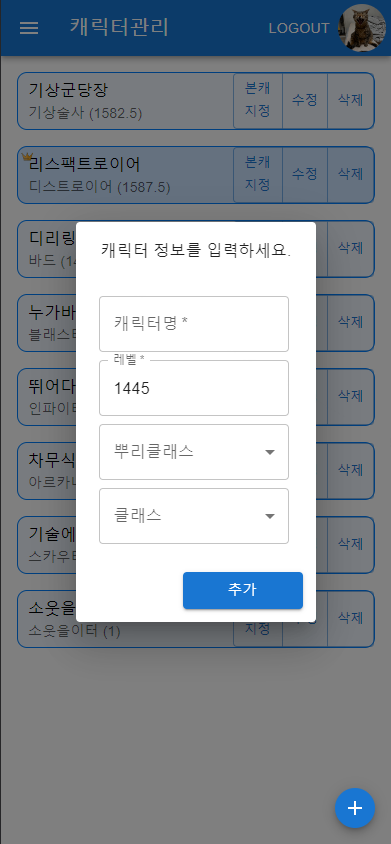 캐릭터관리
LOGOUT
기상군당장
기상술사 (1582.5)
본캐
지정
수정
삭제
리스팩트로이어
디스트로이어 (1587.5)
본캐
지정
수정
삭제
디리링
바드
삭제
캐릭터 정보를 입력하세요.
캐릭터명 *
레벨 *
1445
뿌리클래스
클래스
추가
누가바
블래스터
삭제
뛰어다
인파이터
삭제
차무식
아르카나
삭제
기술에
스카우터
삭제
소웃을
소웃을이터 (1)
지정
수정
삭제